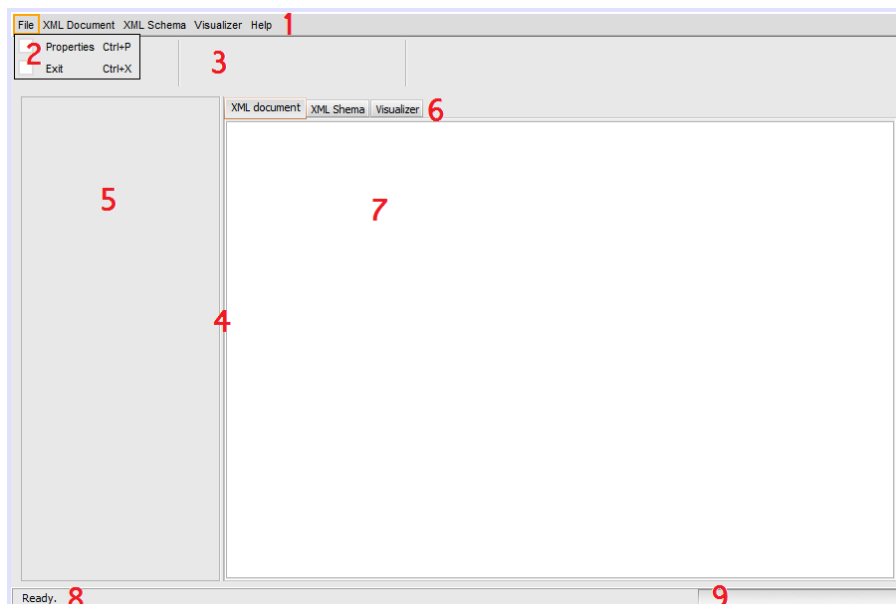 File XML Document XML Schema Visualizer Help 1
2 Properties Ctrl+P
Exit Ctrl+X
3
XML document XML Shema Visualizer 6
5
7
4
Ready. 8
9